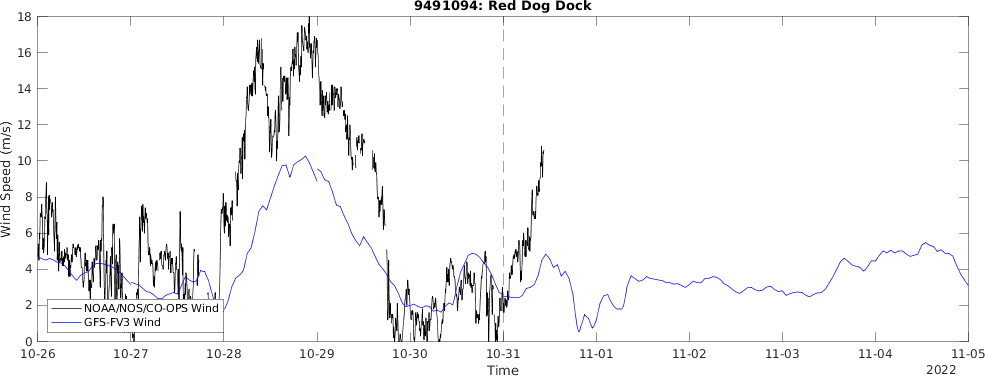 9491094: Red Dog Dock
Wind Speed (m/s)
18
16
14
12
10
8
6
4
2
0
NOAA/NOS/CO-OPS Wind
GFS-FV3 Wind
10-26 10-27 10-28 10-29 10-30 10-31 11-01 11-02 11-03 11-04 11-05
Time
2022